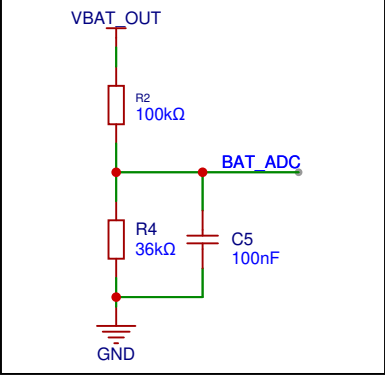 VBAT_OUT
R2
100kΩ
BAT_ADC
R4
36kΩ
C5
100nF
GND